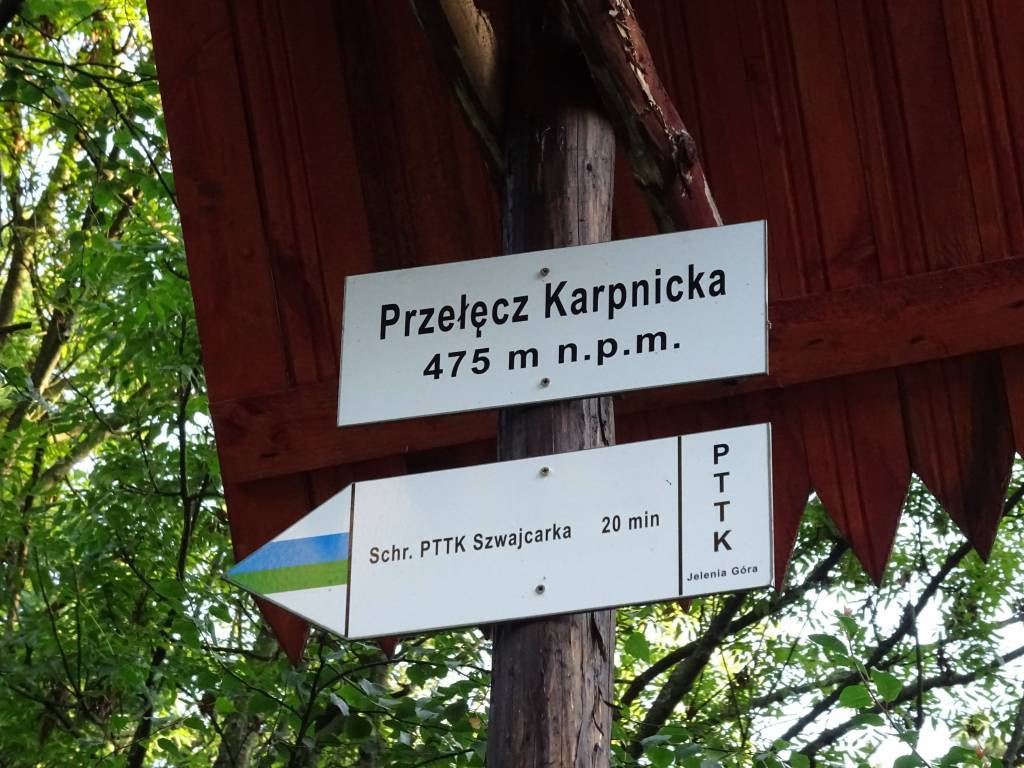 Przełęcz Karpnicka
475 m n.p.m.
Schr. PTTK Szwajcarka 20 min
PTTK
Jelenia Góra